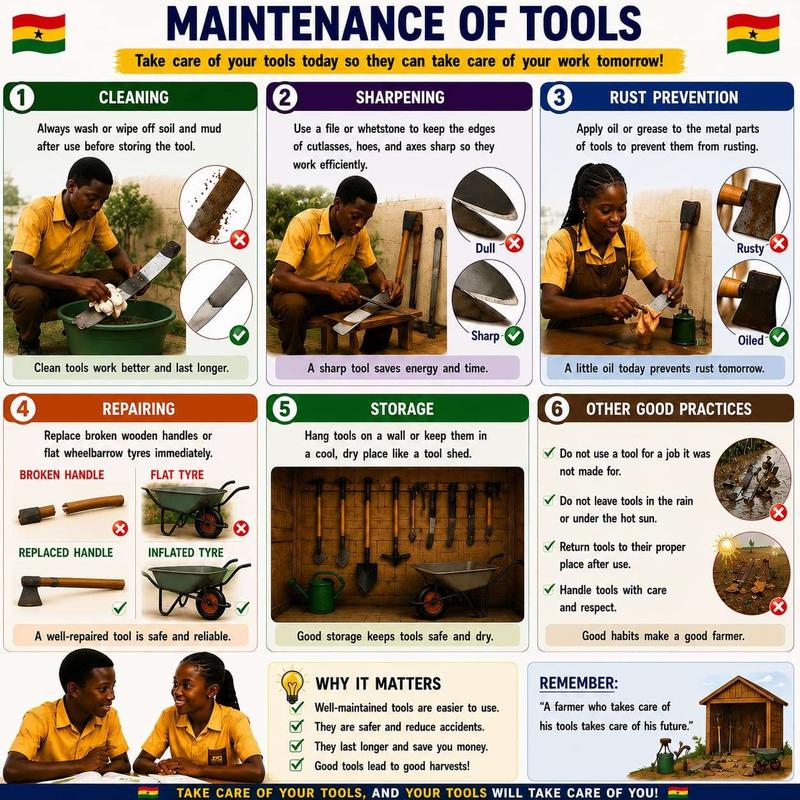 MAINTENANCE OF TOOLS
Take care of your tools today so they can take care of your work tomorrow!
1 CLEANING
Always wash or wipe off soil and mud
after use before storing the tool.
Clean tools work better and last longer.
2 SHARPENING
Use a file or whetstone to keep the edges
of cutlasses, hoes, and axes sharp so they
work efficiently.
Dull
Sharp
A sharp tool saves energy and time.
3 RUST PREVENTION
Apply oil or grease to the metal parts
of tools to prevent them from rusting.
Rusty
Oiled
A little oil today prevents rust tomorrow.
4 REPAIRING
Replace broken wooden handles or
flat wheelbarrow tyres immediately.
BROKEN HANDLE
FLAT TYRE
REPLACED HANDLE
INFLATED TYRE
A well-repaired tool is safe and reliable.
5 STORAGE
Hang tools on a wall or keep them in
a cool, dry place like a tool shed.
Good storage keeps tools safe and dry.
6 OTHER GOOD PRACTICES
Do not use a tool for a job it was
not made for.
Do not leave tools in the rain
or under the hot sun.
Return tools to their proper
place after use.
Handle tools with care
and respect.
Good habits make a good farmer.
WHY IT MATTERS
Well-maintained tools are easier to use.
They are safer and reduce accidents.
They last longer and save you money.
Good tools lead to good harvests!
REMEMBER:
“A farmer who takes care of
his tools takes care of his future.”
TAKE CARE OF YOUR TOOLS, AND YOUR TOOLS WILL TAKE CARE OF YOU!